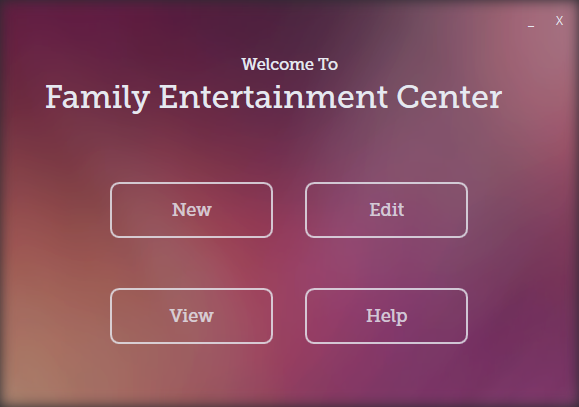 _ X
Welcome To
Family Entertainment Center
New Edit
View Help